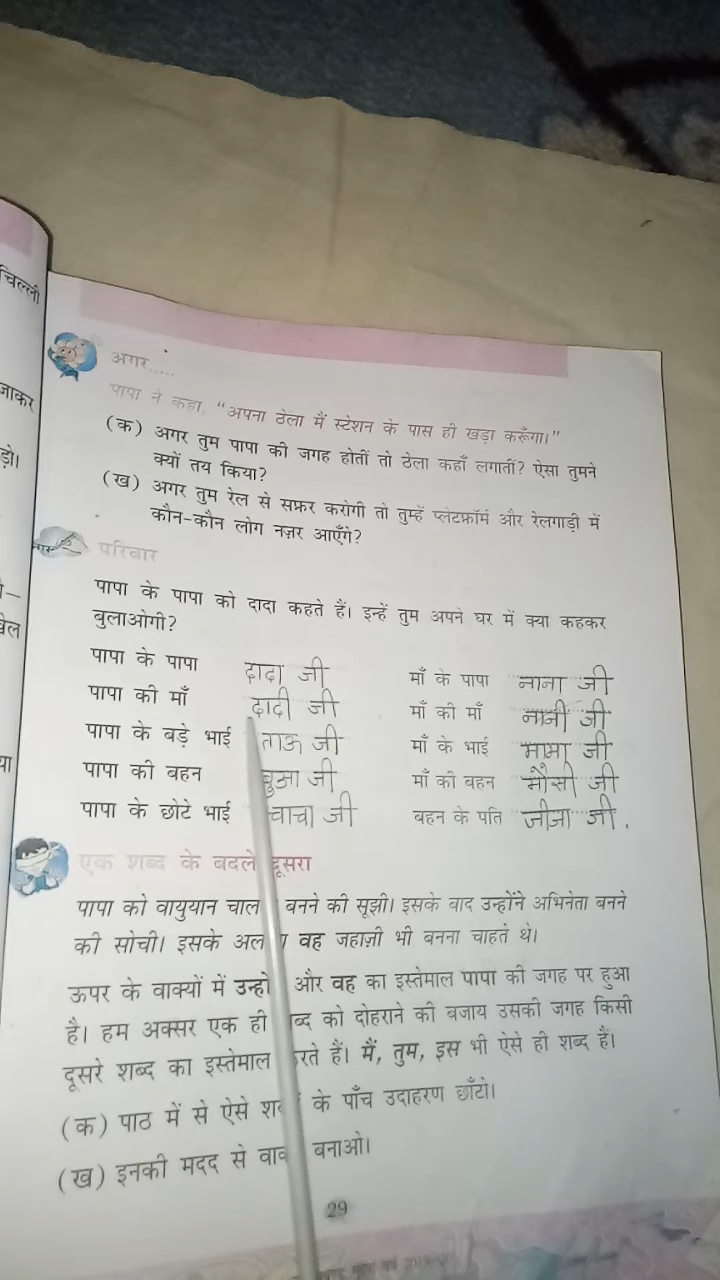 चिल्ली
जाकर
अगर.....
पापा ने कहा, "अपना ठेला मैं स्टेशन के पास ही खड़ा करूँगा।"
(क) अगर तुम पापा की जगह होतीं तो ठेला कहाँ लगातीं? ऐसा तुमने
क्यों तय किया?
(ख) अगर तुम रेल से सफ़र करोगी तो तुम्हें प्लेटफ़ॉर्म और रेलगाड़ी में
कौन-कौन लोग नज़र आएँगे?
परिवार
पापा के पापा को दादा कहते हैं। इन्हें तुम अपने घर में क्या कहकर
बुलाओगी?
पापा के पापा दादा जी माँ के पापा नाना जी
पापा की माँ दादी जी माँ की माँ नानी जी
पापा के बड़े भाई ताऊ जी माँ के भाई मामा जी
पापा की बहन बुआ जी माँ की बहन मौसी जी
पापा के छोटे भाई चाचा जी बहन के पति जीजा जी .
एक शब्द के बदले दूसरा
पापा को वायुयान चाल बनने की सूझी। इसके बाद उन्होंने अभिनेता बनने
की सोची। इसके अल वह जहाज़ी भी बनना चाहते थे।
ऊपर के वाक्यों में उन्हो और वह का इस्तेमाल पापा की जगह पर हुआ
है। हम अक्सर एक ही ब्द को दोहराने की बजाय उसकी जगह किसी
दूसरे शब्द का इस्तेमाल रते हैं। मैं, तुम, इस भी ऐसे ही शब्द हैं।
(क) पाठ में से ऐसे श के पाँच उदाहरण छाँटो।
(ख) इनकी मदद से वाक बनाओ।
29